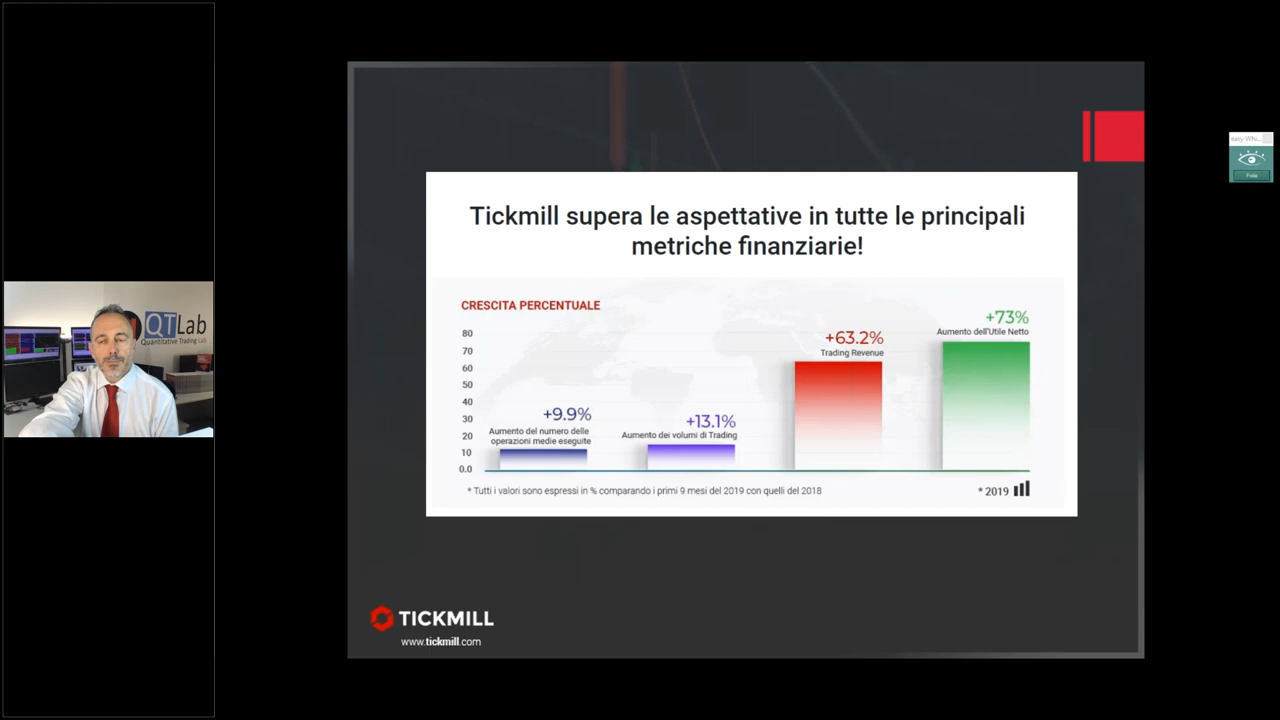 QTLab
Quantitative Trading Lab
Tickmill supera le aspettative in tutte le principali
metriche finanziarie!
CRESCITA PERCENTUALE
80
70
60
50
40
30
20
10
0.0
+9.9%
Aumento del numero delle
operazioni medie eseguite
+13.1%
Aumento dei volumi di Trading
+63.2%
Trading Revenue
+73%
Aumento dell'Utile Netto
* Tutti i valori sono espressi in % comparando i primi 9 mesi del 2019 con quelli del 2018
* 2019
TICKMILL
www.tickmill.com
easy Whi...
Folie